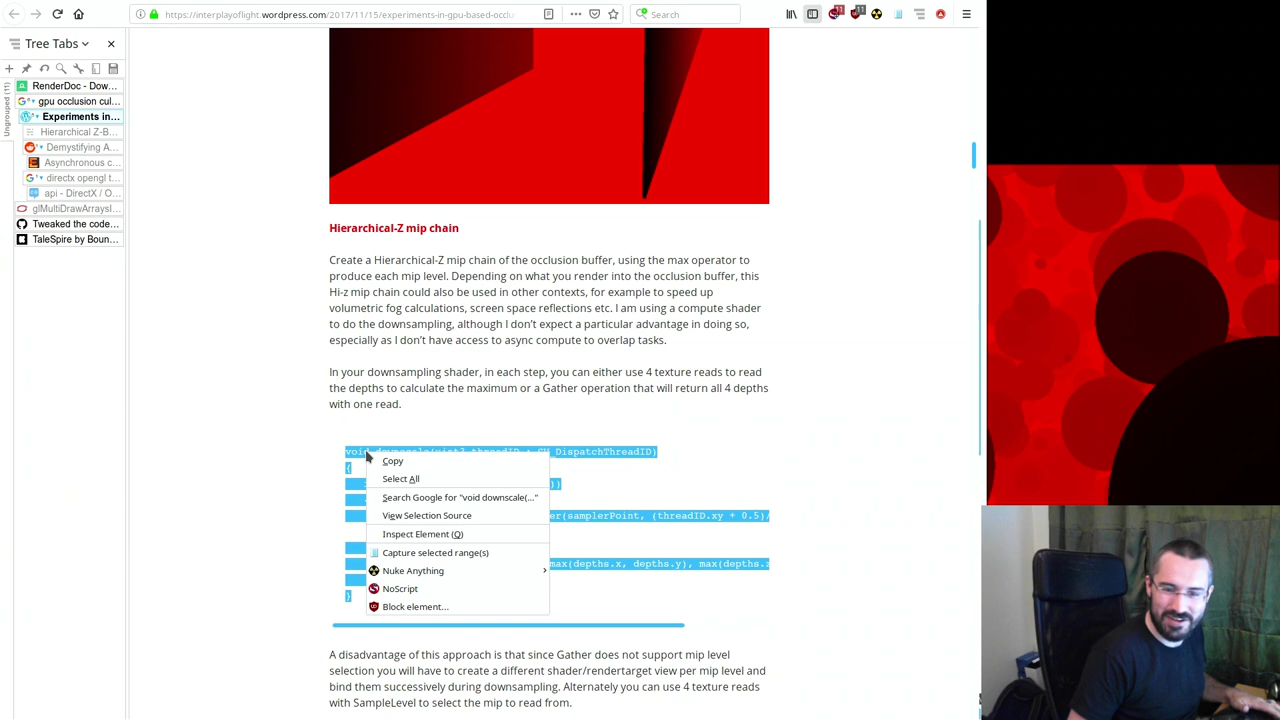 https://interplayoflight.wordpress.com/2017/11/15/experiments-in-gpu-based-occlu
Search
11
11
Tree Tabs
Ungrouped (11)
RenderDoc - Dow...
gpu occlusion cul...
Experiments in...
Hierarchical Z-B...
Demystifying A...
Asynchronous c...
directx opengl t...
api - DirectX / O...
glMultiDrawArraysI...
Tweaked the code...
TaleSpire by Boun...
Hierarchical-Z mip chain
Create a Hierarchical-Z mip chain of the occlusion buffer, using the max operator to
produce each mip level. Depending on what you render into the occlusion buffer, this
Hi-z mip chain could also be used in other contexts, for example to speed up
volumetric fog calculations, screen space reflections etc. I am using a compute shader
to do the downsampling, although I don't expect a particular advantage in doing so,
especially as I don't have access to async compute to overlap tasks.
In your downsampling shader, in each step, you can either use 4 texture reads to read
the depths to calculate the maximum or a Gather operation that will return all 4 depths
with one read.
void downscale(uint3 threadID : SV_DispatchThreadID)
{
))
er(samplerPoint, (threadID.xy + 0.5)/
max(depths.x, depths.y), max(depths.z
}
Copy
Select All
Search Google for "void downscale(..."
View Selection Source
Inspect Element (Q)
Capture selected range(s)
Nuke Anything
NoScript
Block element...
A disadvantage of this approach is that since Gather does not support mip level
selection you will have to create a different shader/rendertarget view per mip level and
bind them successively during downsampling. Alternately you can use 4 texture reads
with SampleLevel to select the mip to read from.